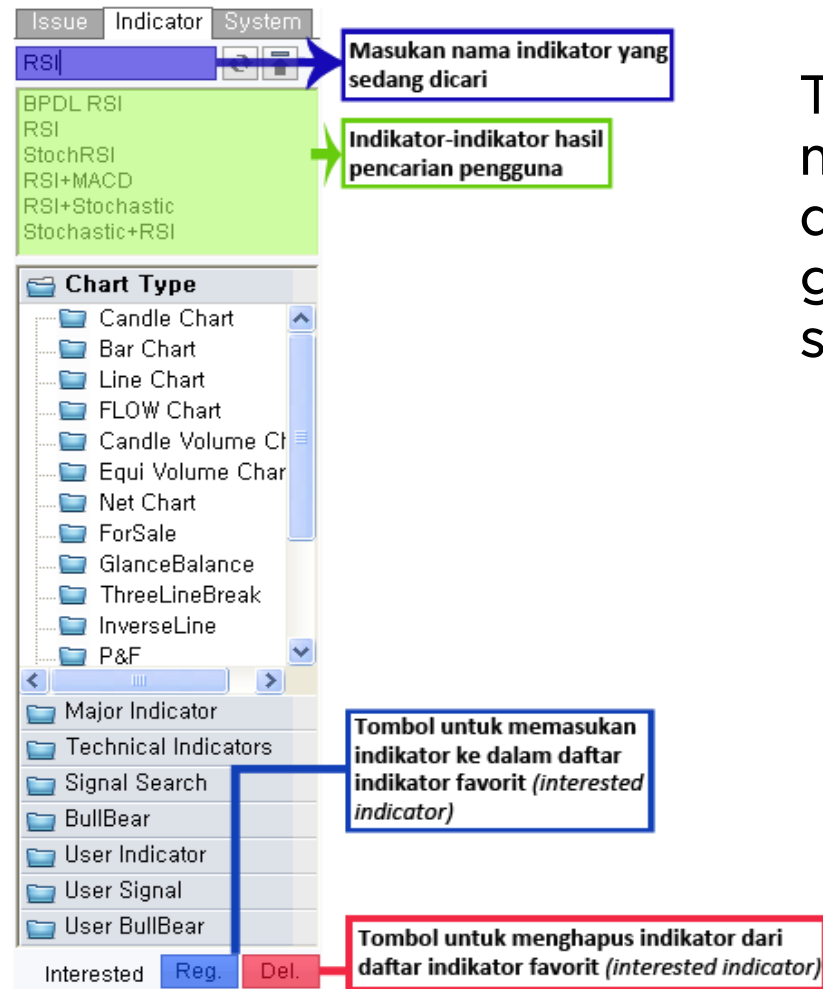 Issue Indicator System
RSI
Masukan nama indikator yang
sedang dicari
BPDL RSI
RSI
StochRSI
RSI+MACD
RSI+Stochastic
Stochastic+RSI
Indikator-indikator hasil
pencarian pengguna
Chart Type
Candle Chart
Bar Chart
Line Chart
FLOW Chart
Candle Volume Ch
Equi Volume Char
Net Chart
ForSale
GlanceBalance
ThreeLineBreak
InverseLine
P&F
Major Indicator
Technical Indicators
Signal Search
BullBear
User Indicator
User Signal
User BullBear
Tombol untuk memasukan
indikator ke dalam daftar
indikator favorit (interested
indicator)
Interested Reg. Del.
Tombol untuk menghapus indikator dari
daftar indikator favorit (interested indicator)